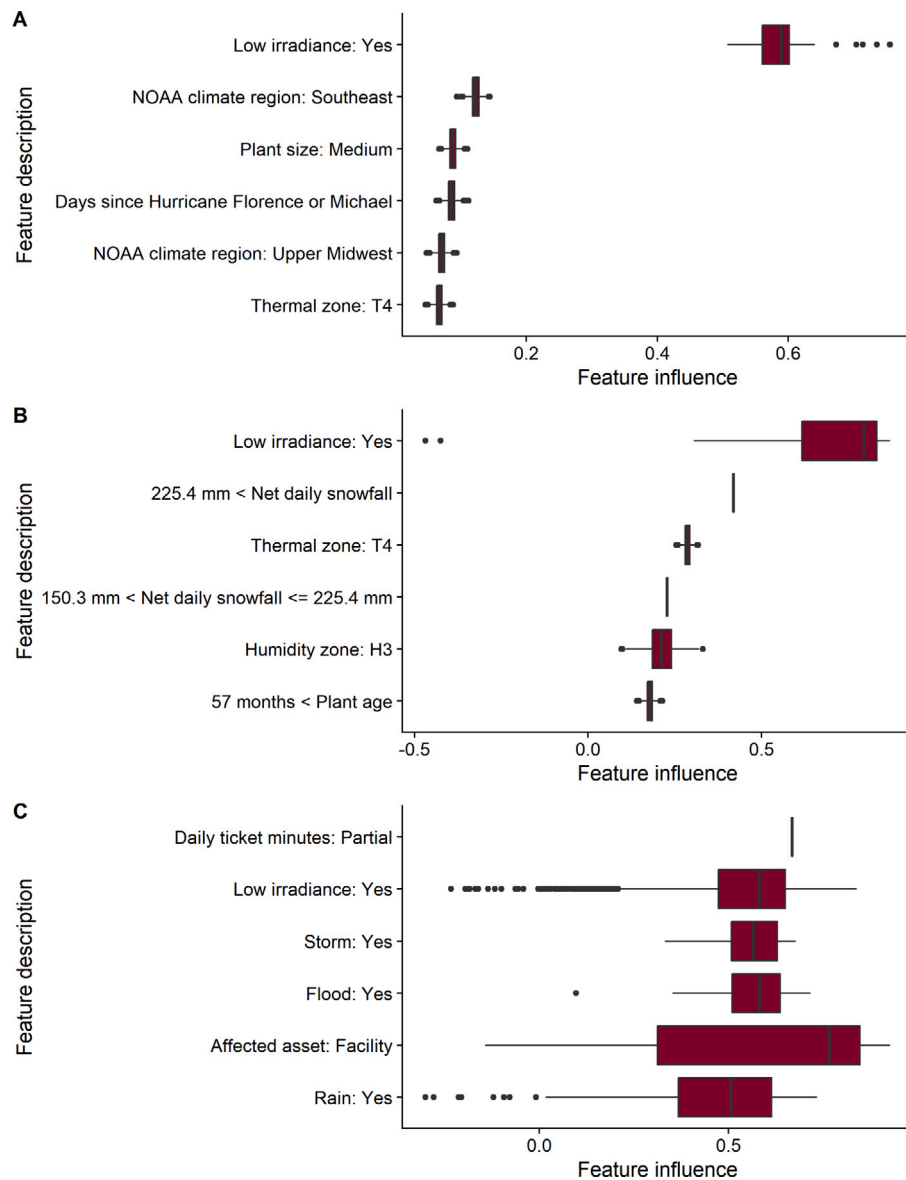 A
Feature description
Low irradiance: Yes
NOAA climate region: Southeast
Plant size: Medium
Days since Hurricane Florence or Michael
NOAA climate region: Upper Midwest
Thermal zone: T4
0.2 0.4 0.6
Feature influence
B
Feature description
Low irradiance: Yes
225.4 mm < Net daily snowfall
Thermal zone: T4
150.3 mm < Net daily snowfall <= 225.4 mm
Humidity zone: H3
57 months < Plant age
-0.5 0.0 0.5
Feature influence
C
Feature description
Daily ticket minutes: Partial
Low irradiance: Yes
Storm: Yes
Flood: Yes
Affected asset: Facility
Rain: Yes
0.0 0.5
Feature influence